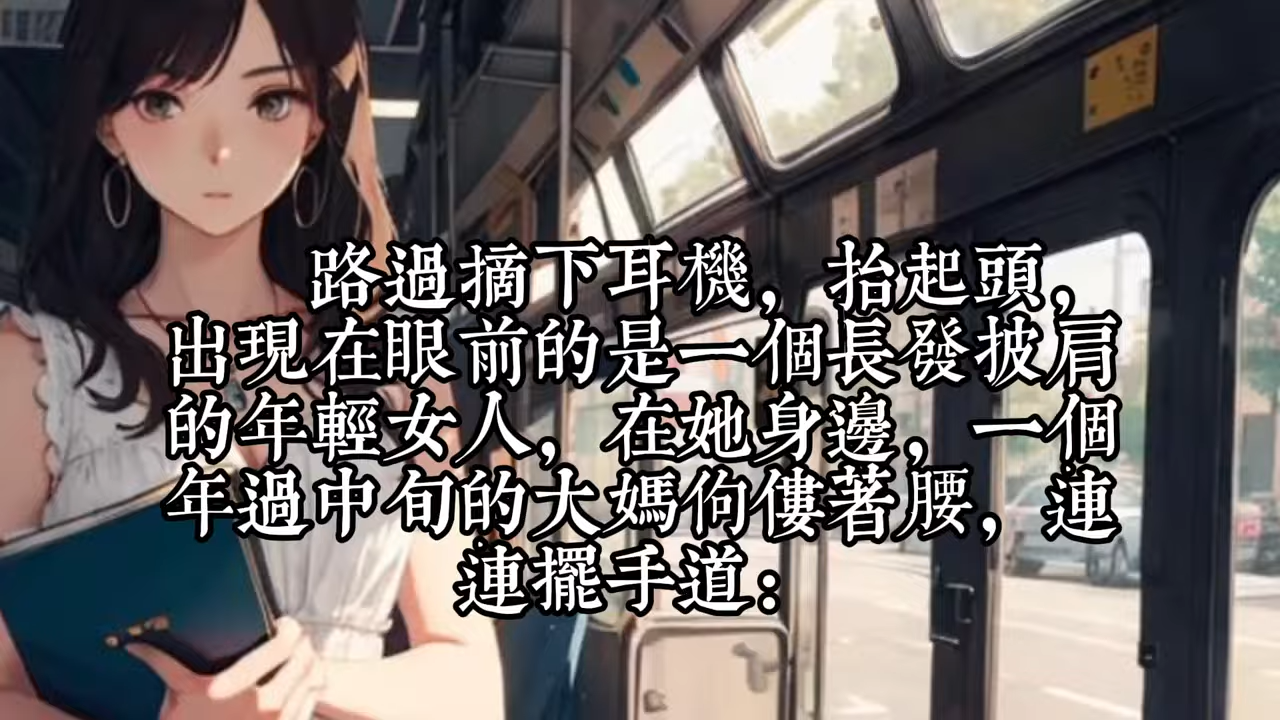 路過摘下耳機，抬起頭，
出現在眼前的是一個長發披肩
的年輕女人，在她身邊，一個
年過中旬的大媽佝僂著腰，連
連擺手道：